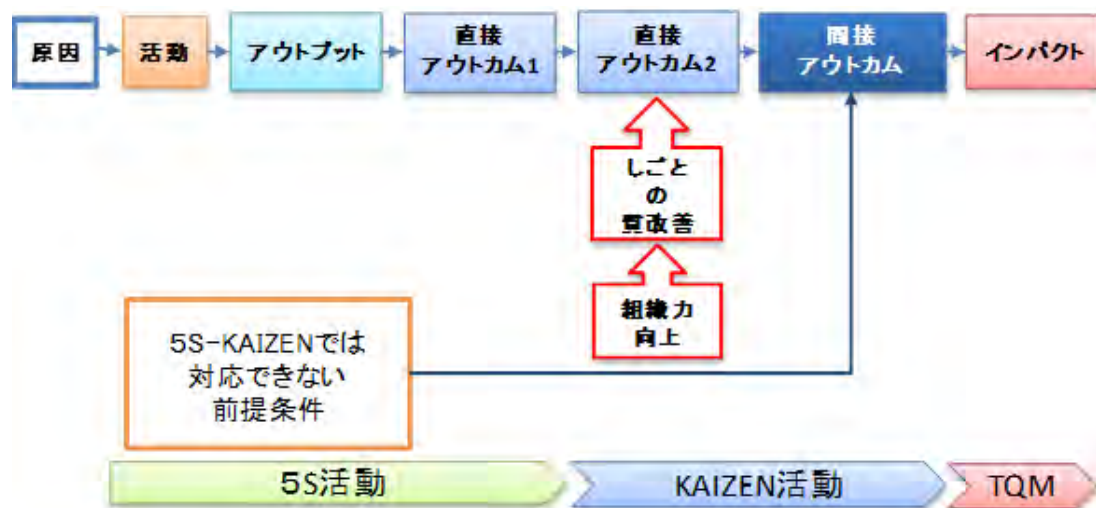 原因
活動
アウトプット
直接
アウトカム1
直接
アウトカム2
間接
アウトカム
インパクト
しごと
の
質改善
組織力
向上
5S-KAIZENでは
対応できない
前提条件
5S活動
KAIZEN活動
TQM